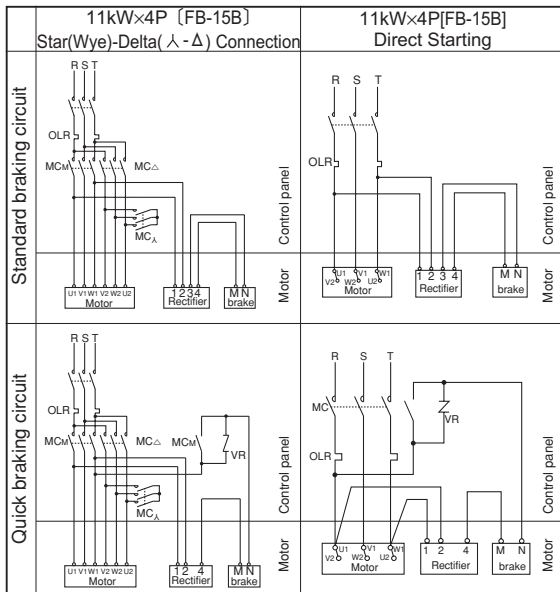 11kW×4P〔FB-15B〕
Star(Wye)-Delta(⅄-Δ) Connection
11kW×4P[FB-15B]
Direct Starting
Standard braking circuit
R S T
OLR
MCM
MC△
MC⅄
Control panel
U1 V1 W1 V2 W2 U2
Motor
1 2 3 4
Rectifier
M N
brake
Motor
R S T
OLR
Control panel
U1 V1 W1
V2 W2 U2
Motor
1 2 3 4
Rectifier
M N
brake
Motor
Quick braking circuit
R S T
OLR
MCM
MC△
MCM
VR
MC⅄
Control panel
U1 V1 W1 V2 W2 U2
Motor
1 2 4
Rectifier
M N
brake
Motor
R S T
MC
VR
OLR
Control panel
U1 V1 W1
V2 W2 U2
Motor
1 2 4
Rectifier
M N
brake
Motor